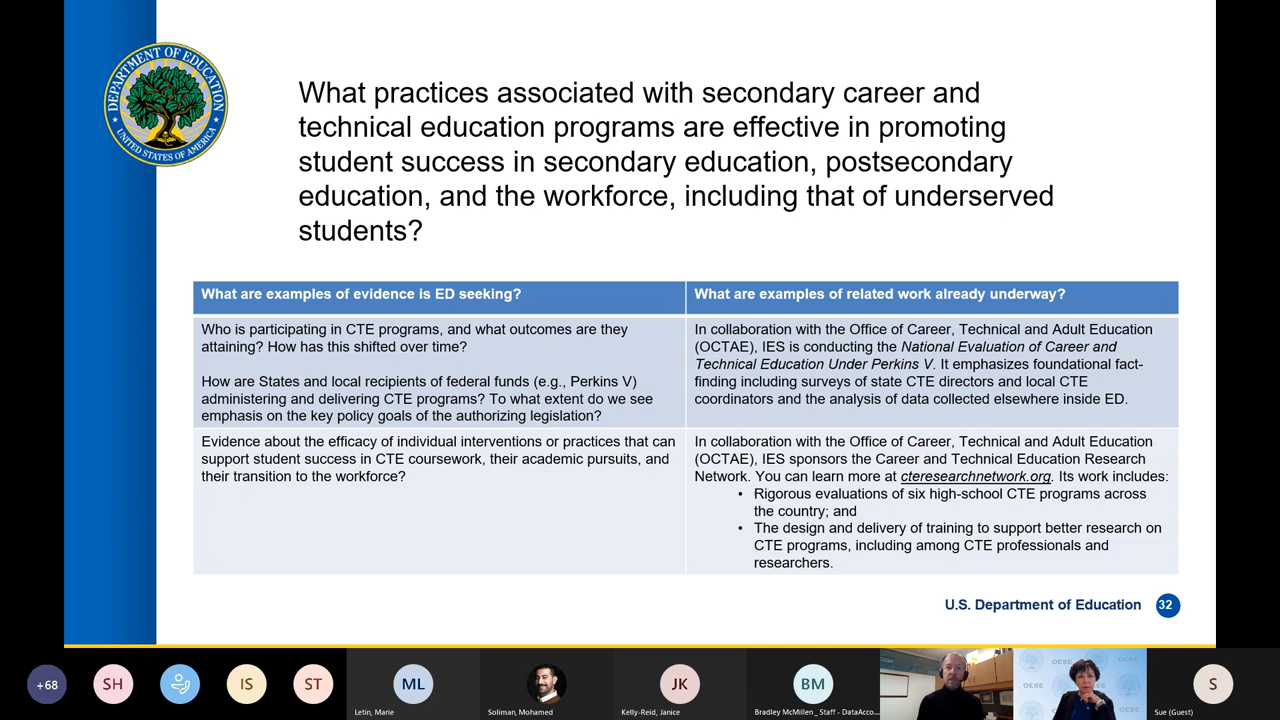 DEPARTMENT OF EDUCATION
UNITED STATES OF AMERICA
What practices associated with secondary career and
technical education programs are effective in promoting
student success in secondary education, postsecondary
education, and the workforce, including that of underserved
students?
What are examples of evidence is ED seeking?
What are examples of related work already underway?
Who is participating in CTE programs, and what outcomes are they
attaining? How has this shifted over time?
How are States and local recipients of federal funds (e.g., Perkins V)
administering and delivering CTE programs? To what extent do we see
emphasis on the key policy goals of the authorizing legislation?
In collaboration with the Office of Career, Technical and Adult Education
(OCTAE), IES is conducting the National Evaluation of Career and
Technical Education Under Perkins V. It emphasizes foundational fact-
finding including surveys of state CTE directors and local CTE
coordinators and the analysis of data collected elsewhere inside ED.
Evidence about the efficacy of individual interventions or practices that can
support student success in CTE coursework, their academic pursuits, and
their transition to the workforce?
In collaboration with the Office of Career, Technical and Adult Education
(OCTAE), IES sponsors the Career and Technical Education Research
Network. You can learn more at cteresearchnetwork.org. Its work includes:
• Rigorous evaluations of six high-school CTE programs across
the country; and
• The design and delivery of training to support better research on
CTE programs, including among CTE professionals and
researchers.
U.S. Department of Education 32
+68
SH
IS
ST
ML
Letin, Marie
Soliman, Mohamed
JK
Kelly-Reid, Janice
BM
Bradley McMillen _ Staff - DataAcco...
OESE
OESE
OESE
OESE
S
Sue (Guest)